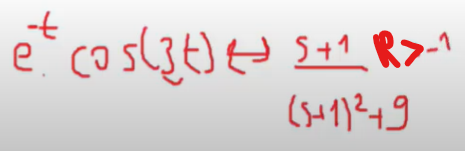 e^-t cos(3t) ↔ s+1 R>-1
(s+1)²+9